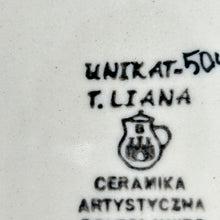 UNIKAT-50
T. LIANA
B
CERAMIKA
ARTYSTYCZNA